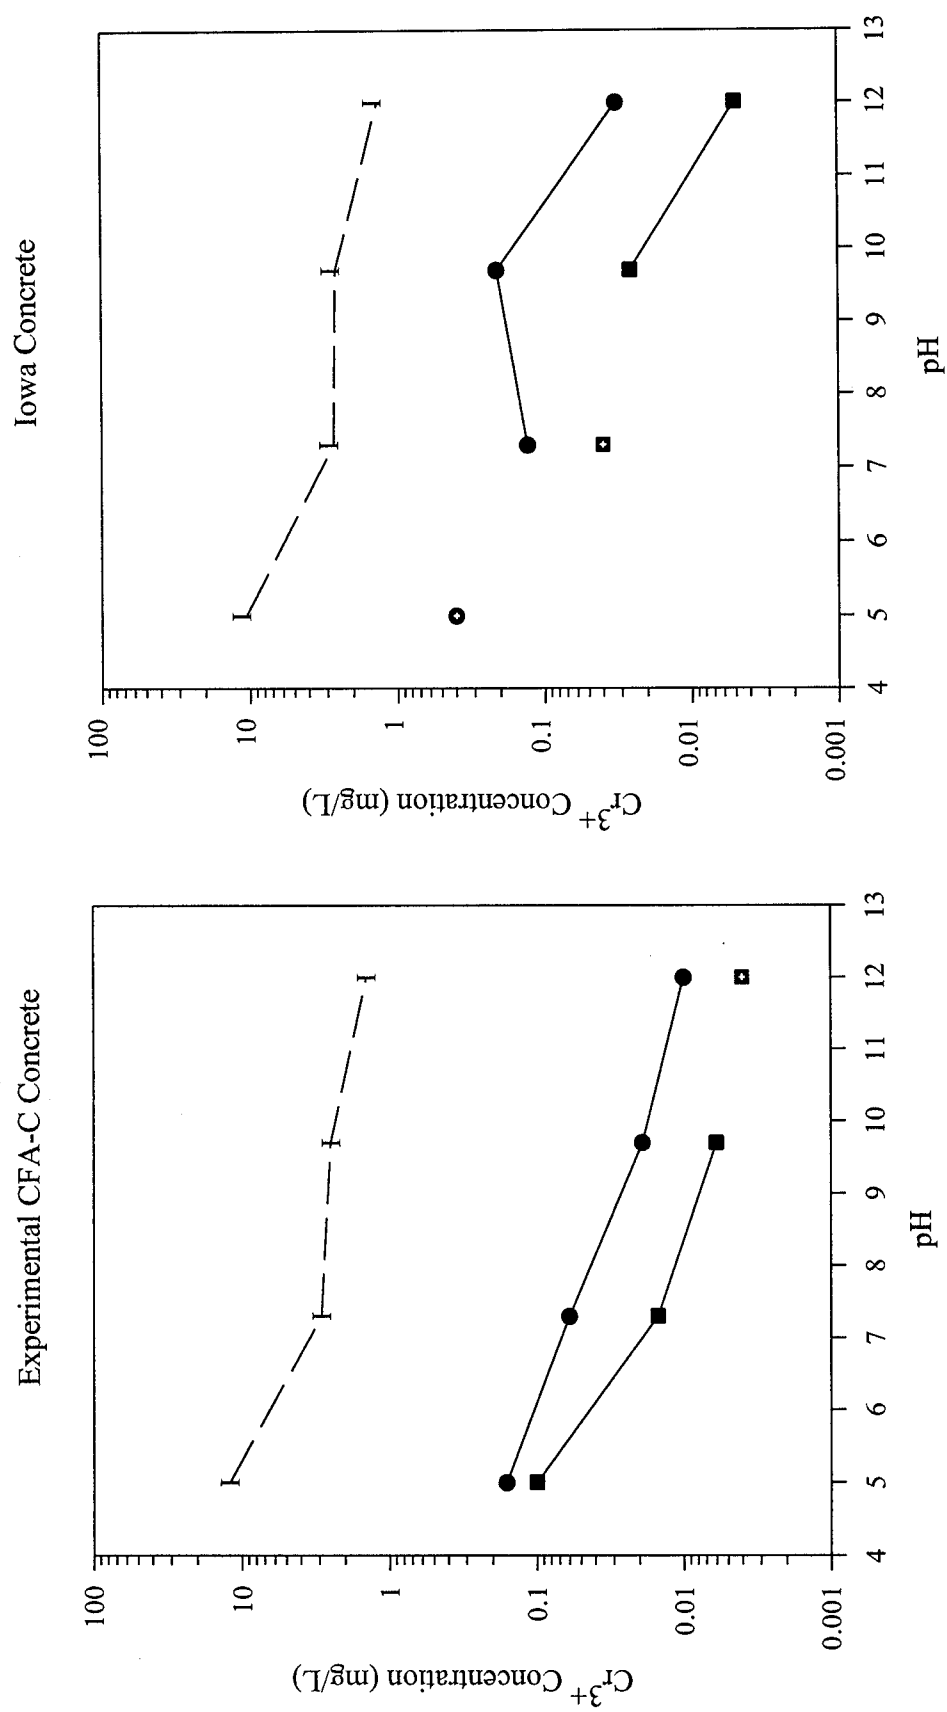 Experimental CFA-C Concrete
Cr3+ Concentration (mg/L)
100
10
1
0.1
0.01
0.001
4 5 6 7 8 9 10 11 12 13
pH
Iowa Concrete
Cr3+ Concentration (mg/L)
100
10
1
0.1
0.01
0.001
4 5 6 7 8 9 10 11 12 13
pH